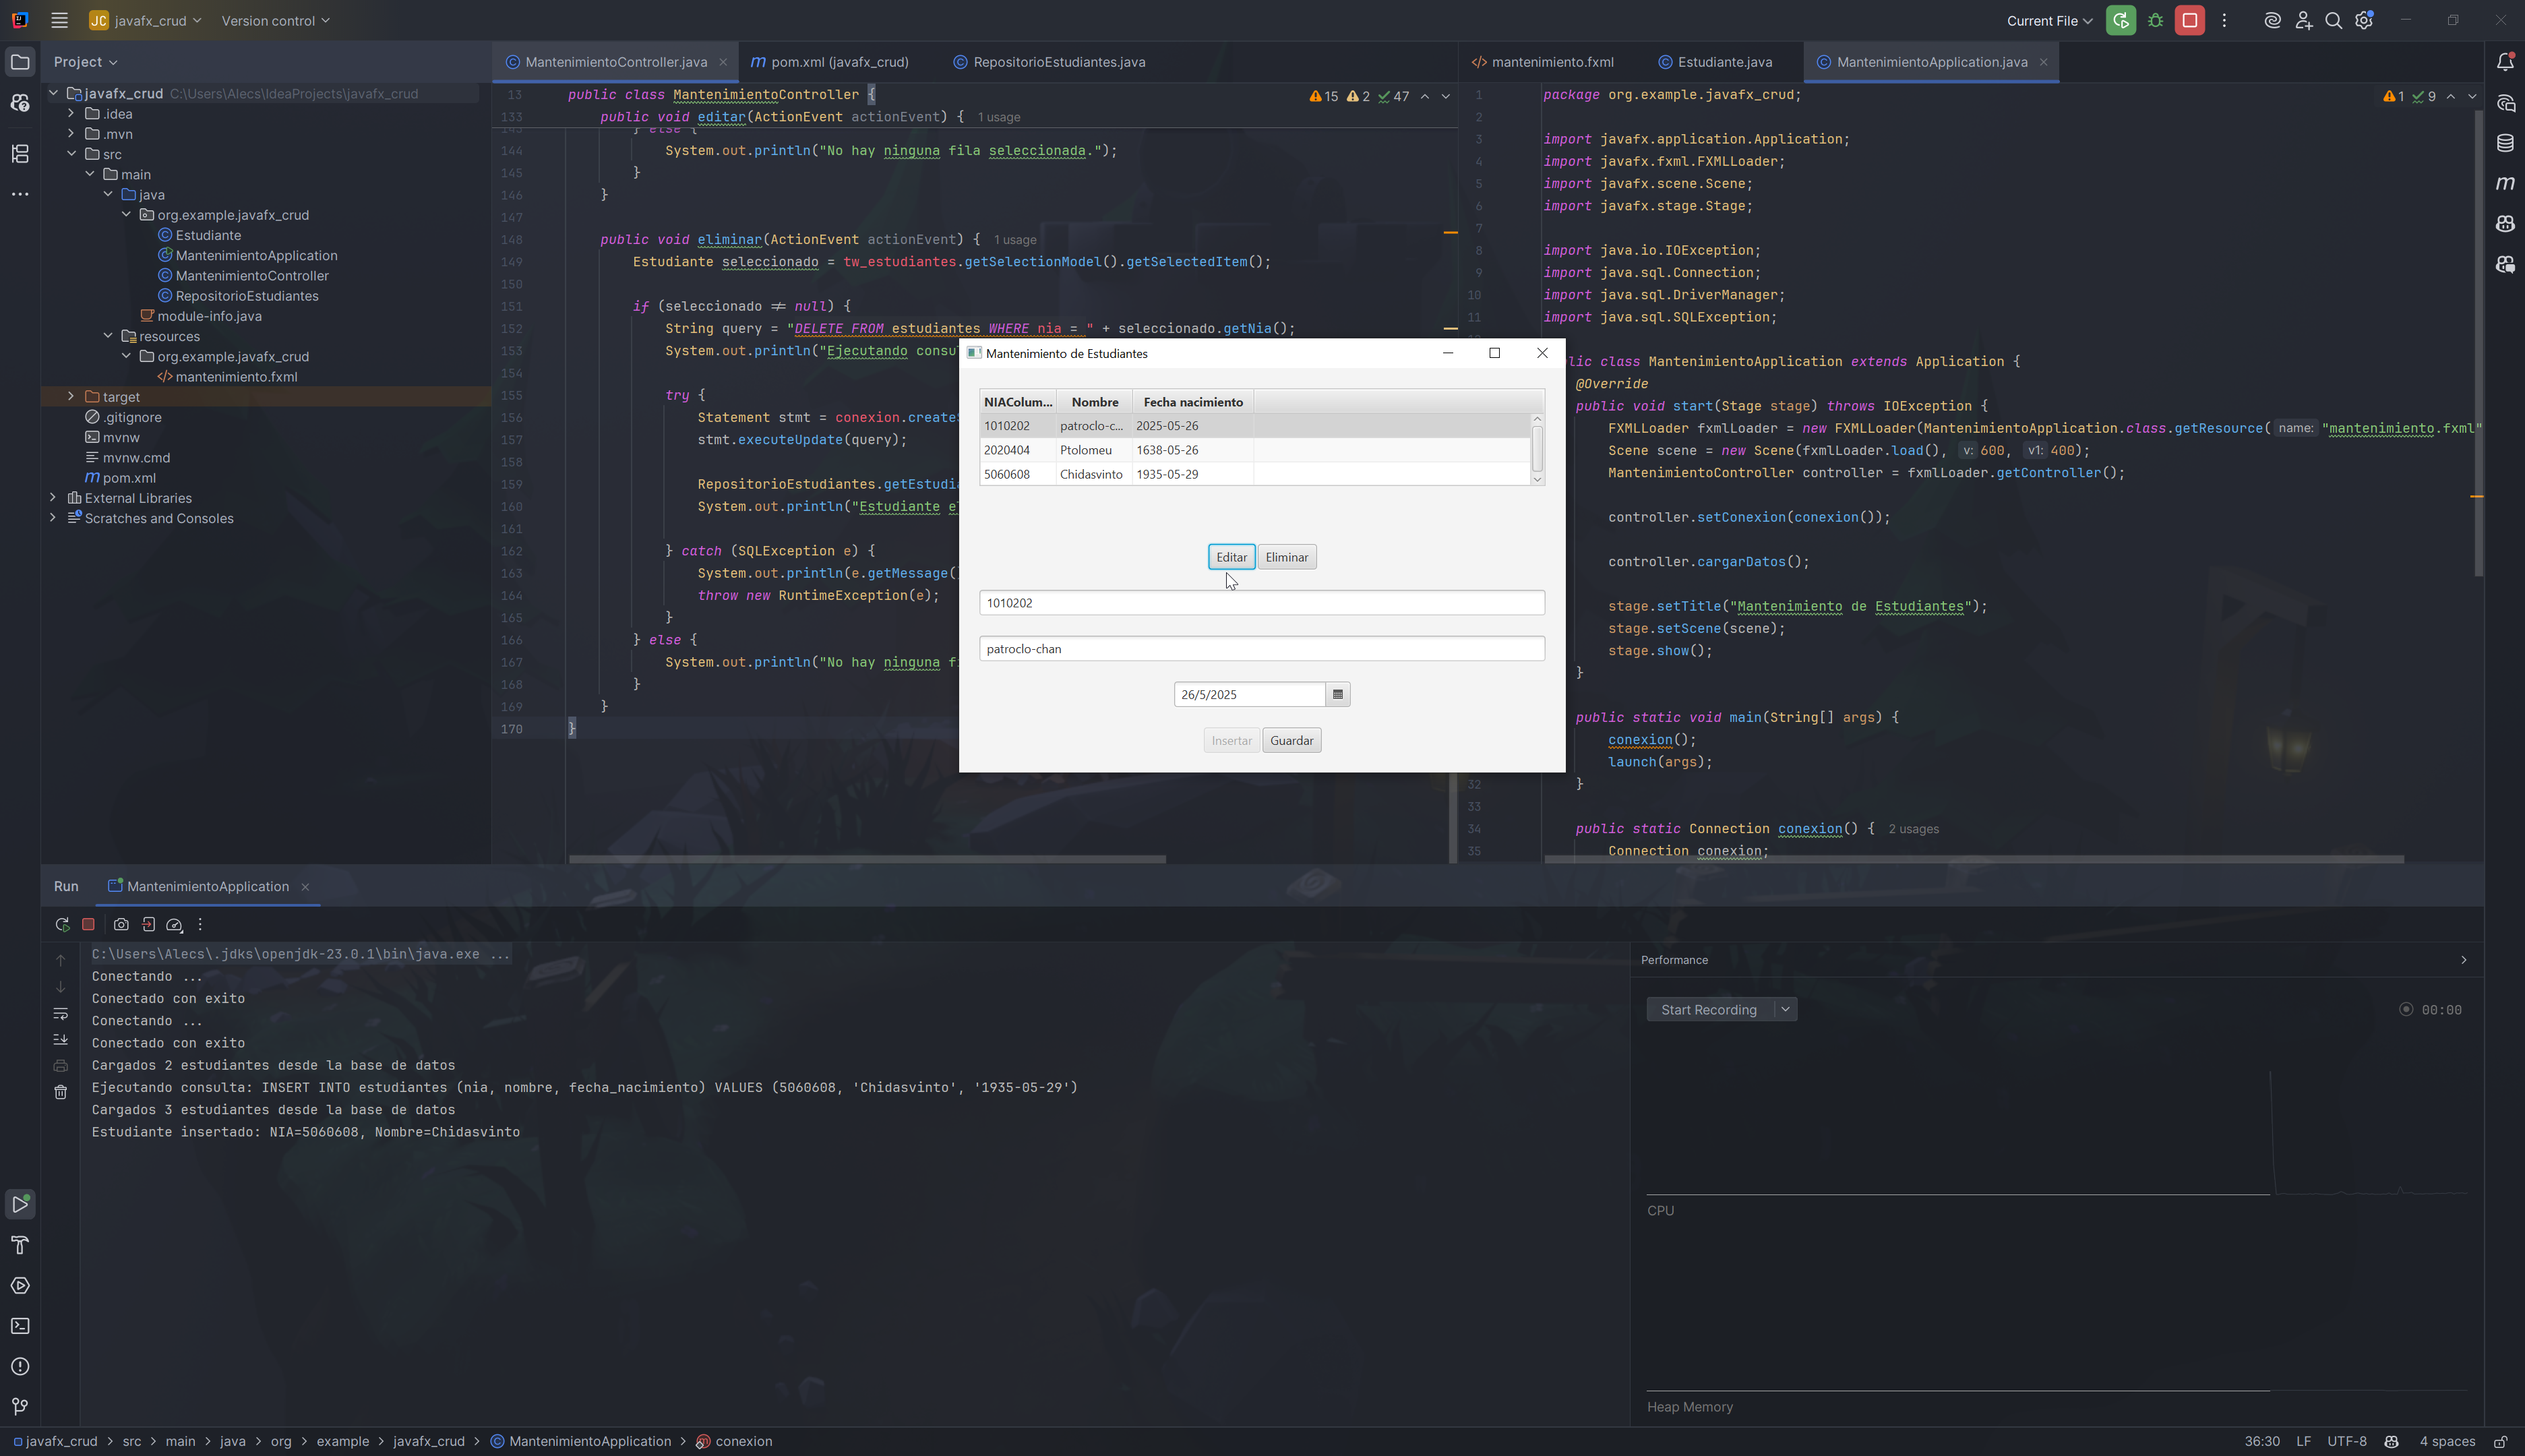 JC javafx_crud Version control Current File
Project
MantenimientoController.java pom.xml (javafx_crud) RepositorioEstudiantes.java
mantenimiento.fxml Estudiante.java MantenimientoApplication.java
javafx_crud C:\Users\Alecs\IdeaProjects\javafx_crud
.idea
.mvn
src
main
java
org.example.javafx_crud
Estudiante
MantenimientoApplication
MantenimientoController
RepositorioEstudiantes
module-info.java
resources
org.example.javafx_crud
mantenimiento.fxml
target
.gitignore
mvnw
mvnw.cmd
pom.xml
External Libraries
Scratches and Consoles
15 2 47
13 public class MantenimientoController {
133 public void editar(ActionEvent actionEvent) { 1 usage
} else {
144 System.out.println("No hay ninguna fila seleccionada.");
145 }
146 }
147
148 public void eliminar(ActionEvent actionEvent) { 1 usage
149 Estudiante seleccionado = tw_estudiantes.getSelectionModel().getSelectedItem();
150
151 if (seleccionado ≠ null) {
152 String query = "DELETE FROM estudiantes WHERE nia = " + seleccionado.getNia();
153 System.out.println("Ejecutando consu
154
155 try {
156 Statement stmt = conexion.create
157 stmt.executeUpdate(query);
158
159 RepositorioEstudiantes.getEstudi
160 System.out.println("Estudiante e
161
162 } catch (SQLException e) {
163 System.out.println(e.getMessage(
164 throw new RuntimeException(e);
165 }
166 } else {
167 System.out.println("No hay ninguna f
168 }
169 }
170 }
1 9
1 package org.example.javafx_crud;
2
3 import javafx.application.Application;
4 import javafx.fxml.FXMLLoader;
5 import javafx.scene.Scene;
6 import javafx.stage.Stage;
7
8 import java.io.IOException;
9 import java.sql.Connection;
10 import java.sql.DriverManager;
11 import java.sql.SQLException;
lic class MantenimientoApplication extends Application {
@Override
public void start(Stage stage) throws IOException {
FXMLLoader fxmlLoader = new FXMLLoader(MantenimientoApplication.class.getResource( name: "mantenimiento.fxml"
Scene scene = new Scene(fxmlLoader.load(), v: 600, v1: 400);
MantenimientoController controller = fxmlLoader.getController();
controller.setConexion(conexion());
controller.cargarDatos();
stage.setTitle("Mantenimiento de Estudiantes");
stage.setScene(scene);
stage.show();
}
public static void main(String[] args) {
conexion();
launch(args);
32 }
33
34 public static Connection conexion() { 2 usages
35 Connection conexion;
Mantenimiento de Estudiantes
NIAColum... Nombre Fecha nacimiento
1010202 patroclo-c... 2025-05-26
2020404 Ptolomeu 1638-05-26
5060608 Chidasvinto 1935-05-29
Editar Eliminar
1010202
patroclo-chan
26/5/2025
Insertar Guardar
Run MantenimientoApplication
C:\Users\Alecs\.jdks\openjdk-23.0.1\bin\java.exe ...
Conectando ...
Conectado con exito
Conectando ...
Conectado con exito
Cargados 2 estudiantes desde la base de datos
Ejecutando consulta: INSERT INTO estudiantes (nia, nombre, fecha_nacimiento) VALUES (5060608, 'Chidasvinto', '1935-05-29')
Cargados 3 estudiantes desde la base de datos
Estudiante insertado: NIA=5060608, Nombre=Chidasvinto
Performance
Start Recording 00:00
CPU
Heap Memory
javafx_crud > src > main > java > org > example > javafx_crud > MantenimientoApplication > conexion
36:30 LF UTF-8 4 spaces